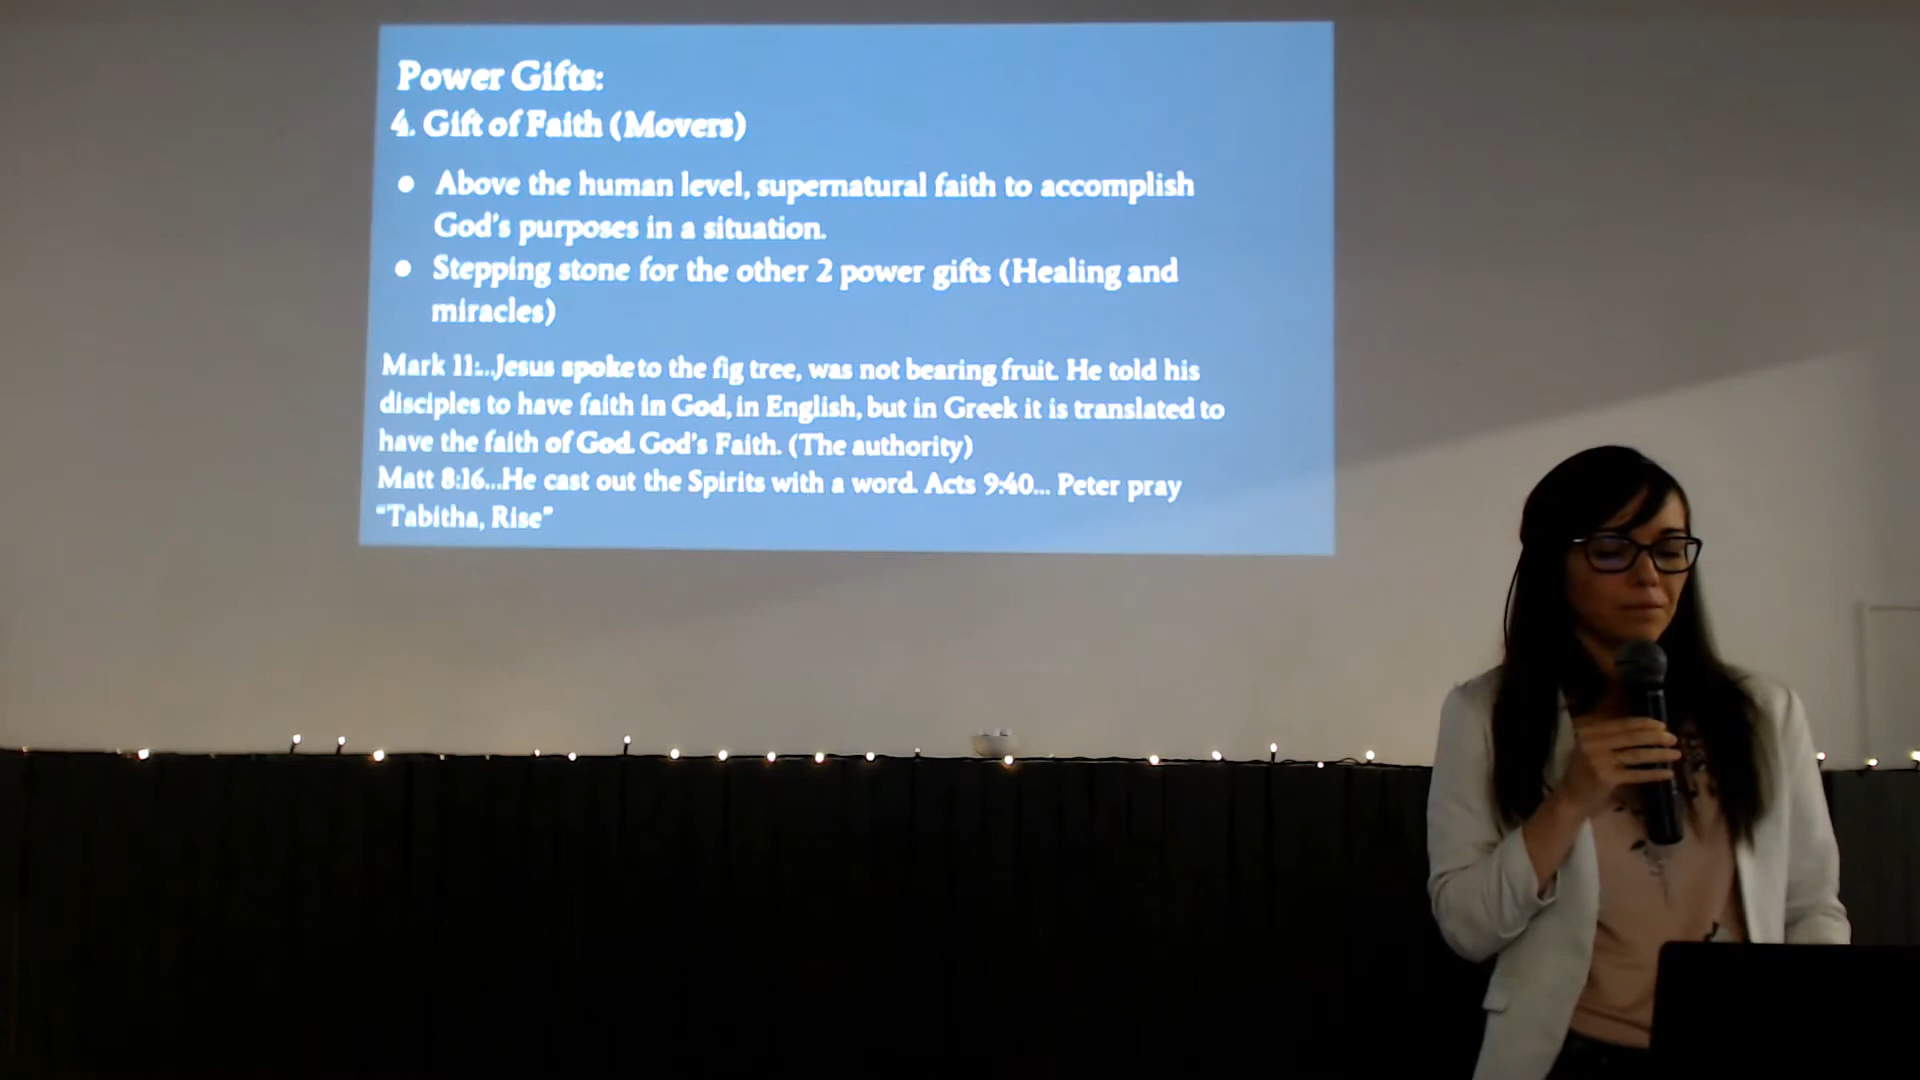 Power Gifts:
4. Gift of Faith (Movers)
● Above the human level, supernatural faith to accomplish
God's purposes in a situation.
● Stepping stone for the other 2 power gifts (Healing and
miracles)
Mark 11:...Jesus spoke to the fig tree, was not bearing fruit. He told his
disciples to have faith in God, in English, but in Greek it is translated to
have the faith of God. God's Faith. (The authority)
Matt 8:16...He cast out the Spirits with a word. Acts 9:40... Peter pray
"Tabitha, Rise"